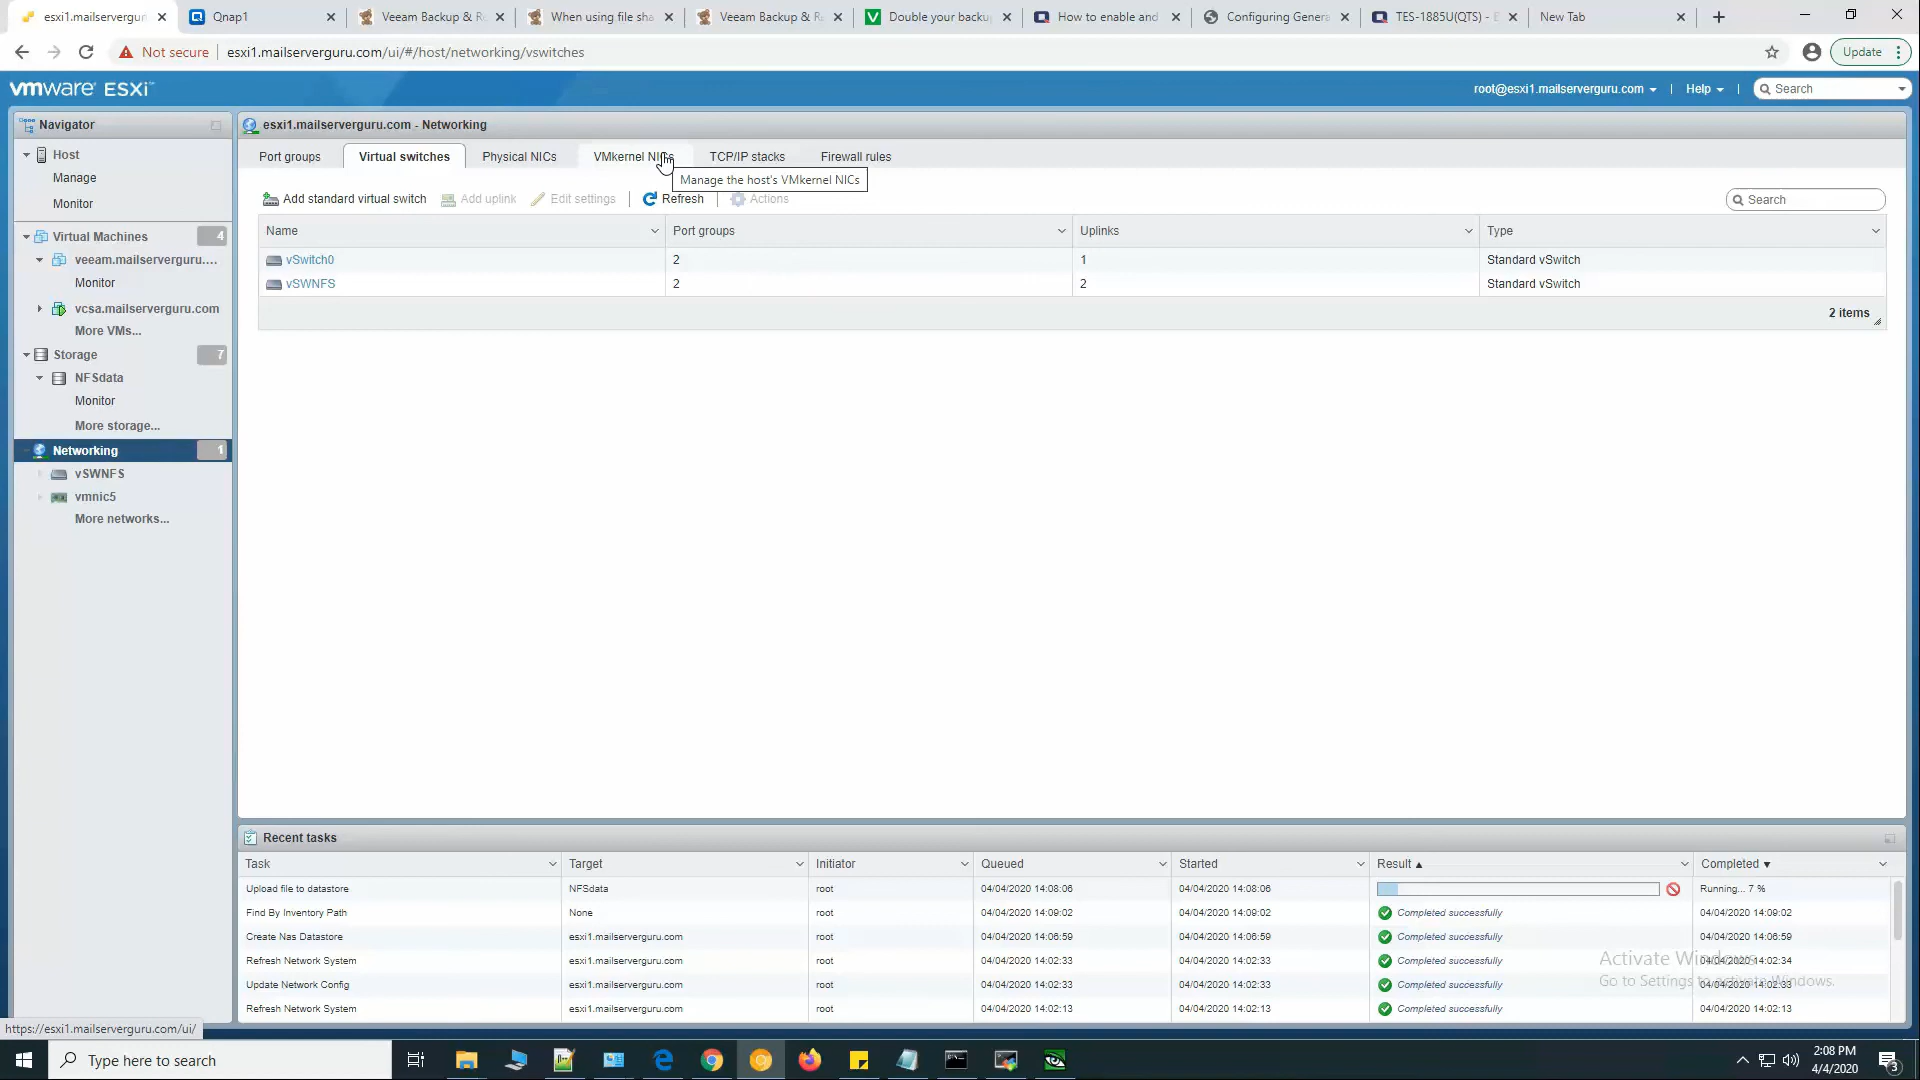 esxi1.mailservergur
Qnap1
Veeam Backup & R
When using file sha
Veeam Backup & R
Double your backu
How to enable and
Configuring Genera
TES-1885U(QTS) - E
New Tab
Not secure
esxi1.mailserverguru.com/ui/#/host/networking/vswitches
Update
vmware ESXi
root@esxi1.mailserverguru.com
Help
Search
Navigator
esxi1.mailserverguru.com - Networking
Host
Manage
Monitor
Virtual Machines 4
veeam.mailserverguru....
Monitor
vcsa.mailserverguru.com
More VMs...
Storage 7
NFSdata
Monitor
More storage...
Networking 1
vSWNFS
vmnic5
More networks...
Port groups
Virtual switches
Physical NICs
VMkernel NICs
TCP/IP stacks
Firewall rules
Manage the host's VMkernel NICs
Add standard virtual switch
Add uplink
Edit settings
Refresh
Actions
Search
Name Port groups Uplinks Type
vSwitch0 2 1 Standard vSwitch
vSWNFS 2 2 Standard vSwitch
2 items
Recent tasks
Task Target Initiator Queued Started Result Completed
Upload file to datastore NFSdata root 04/04/2020 14:08:06 04/04/2020 14:08:06 Running... 7 %
Find By Inventory Path None root 04/04/2020 14:09:02 04/04/2020 14:09:02 Completed successfully 04/04/2020 14:09:02
Create Nas Datastore esxi1.mailserverguru.com root 04/04/2020 14:06:59 04/04/2020 14:06:59 Completed successfully 04/04/2020 14:06:59
Refresh Network System esxi1.mailserverguru.com root 04/04/2020 14:02:33 04/04/2020 14:02:33 Completed successfully 04/04/2020 14:02:34
Update Network Config esxi1.mailserverguru.com root 04/04/2020 14:02:33 04/04/2020 14:02:33 Completed successfully 04/04/2020 14:02:33
Refresh Network System esxi1.mailserverguru.com root 04/04/2020 14:02:13 04/04/2020 14:02:13 Completed successfully 04/04/2020 14:02:13
Activate Windows
Go to Settings to activate Windows.
https://esxi1.mailserverguru.com/ui/
Type here to search
2:08 PM
4/4/2020
3